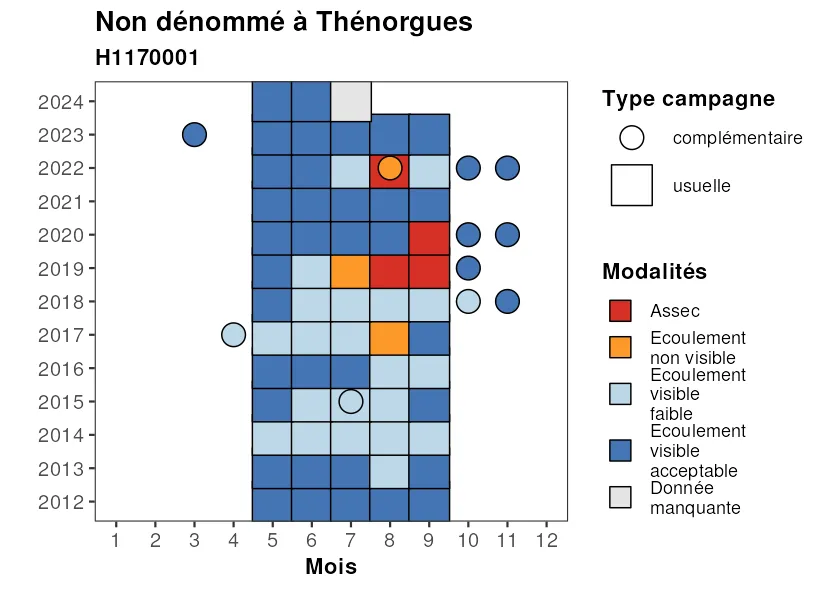 Non dénommé à Thénorgues
H1170001
2024
2023
2022
2021
2020
2019
2018
2017
2016
2015
2014
2013
2012
1 2 3 4 5 6 7 8 9 10 11 12
Mois
Type campagne
complémentaire
usuelle
Modalités
Assec
Ecoulement
non visible
Ecoulement
visible
faible
Ecoulement
visible
acceptable
Donnée
manquante